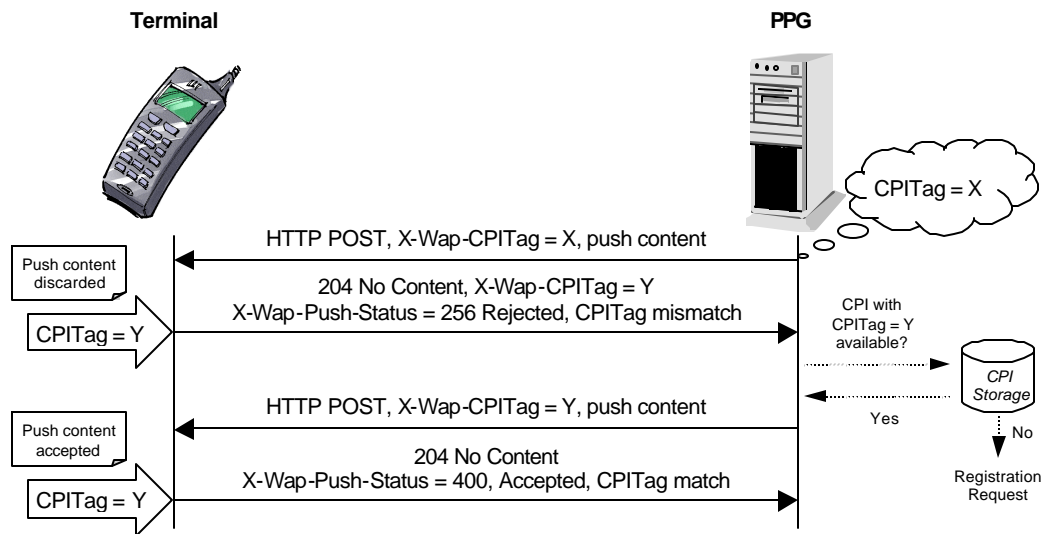 Terminal
PPG
CPITag = X
HTTP POST, X-Wap-CPITag = X, push content
Push content
discarded
204 No Content, X-Wap-CPITag = Y
X-Wap-Push-Status = 256 Rejected, CPITag mismatch
CPITag = Y
CPI with
CPITag = Y
available?
CPI
Storage
Yes
No
Registration
Request
HTTP POST, X-Wap-CPITag = Y, push content
Push content
accepted
204 No Content
X-Wap-Push-Status = 400, Accepted, CPITag match
CPITag = Y